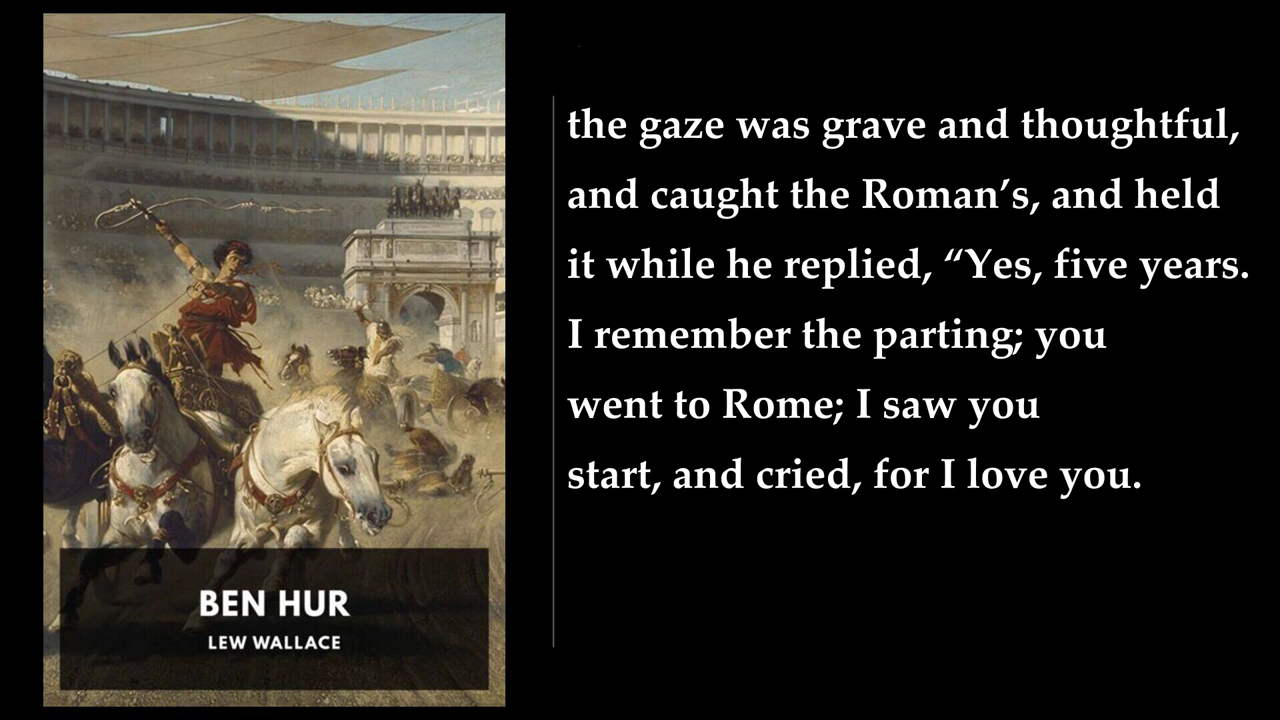 BEN HUR
LEW WALLACE
the gaze was grave and thoughtful,
and caught the Roman’s, and held
it while he replied, “Yes, five years.
I remember the parting; you
went to Rome; I saw you
start, and cried, for I love you.